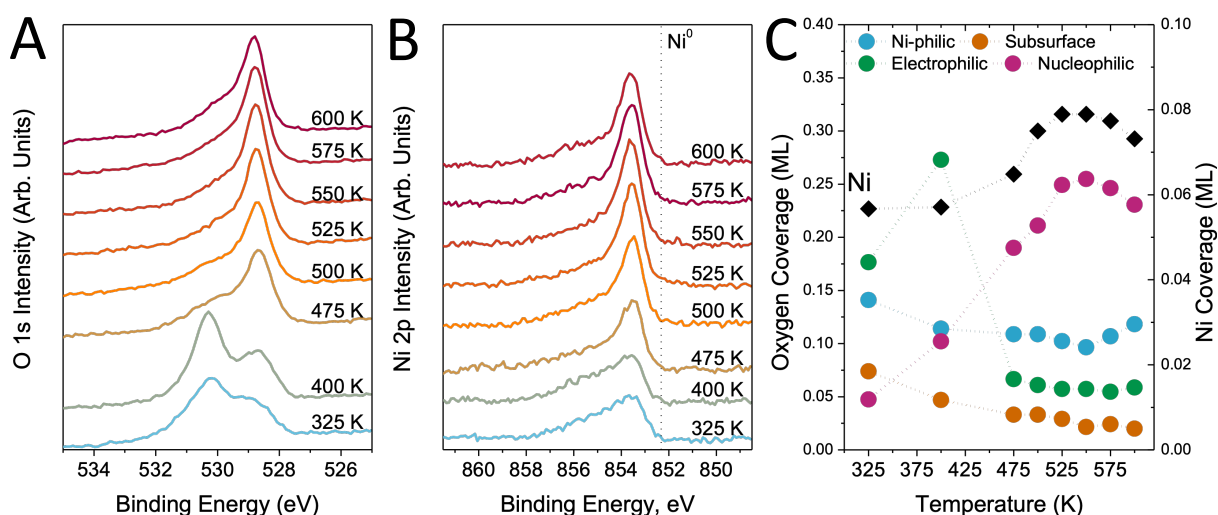 A
O 1s Intensity (Arb. Units)
600 K
575 K
550 K
525 K
500 K
475 K
400 K
325 K
534 532 530 528 526
Binding Energy (eV)
B
Ni 2p Intensity (Arb. Units)
Ni⁰
600 K
575 K
550 K
525 K
500 K
475 K
400 K
325 K
860 858 856 854 852 850
Binding Energy, eV
C
Oxygen Coverage (ML)
0.40
0.35
0.30
0.25
0.20
0.15
0.10
0.05
0.00
Ni-philic Subsurface
Electrophilic Nucleophilic
Ni
0.10
0.08
0.06
0.04
0.02
0.00
Ni Coverage (ML)
325 375 425 475 525 575
Temperature (K)